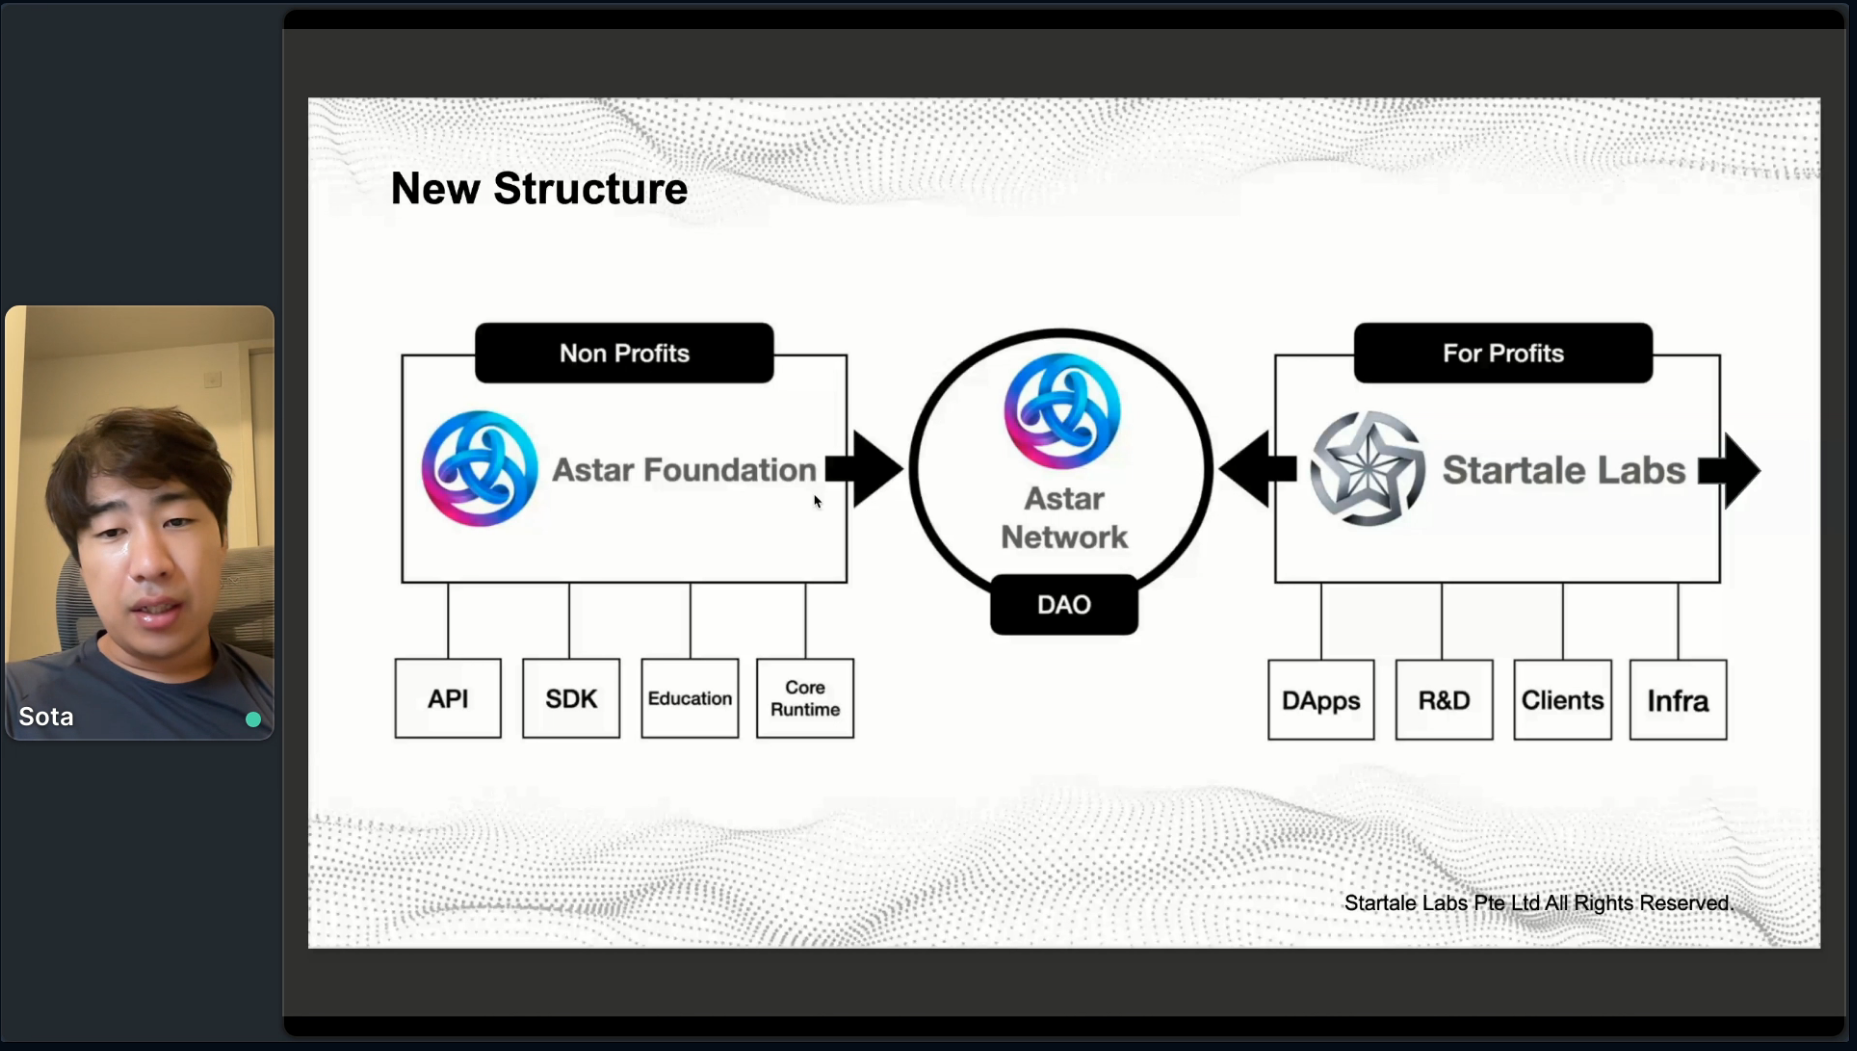 New Structure
Non Profits
For Profits
Astar Foundation
Astar
Network
DAO
Startale Labs
API
SDK
Education
Core
Runtime
DApps
R&D
Clients
Infra
Sota
Startale Labs Pte Ltd All Rights Reserved.